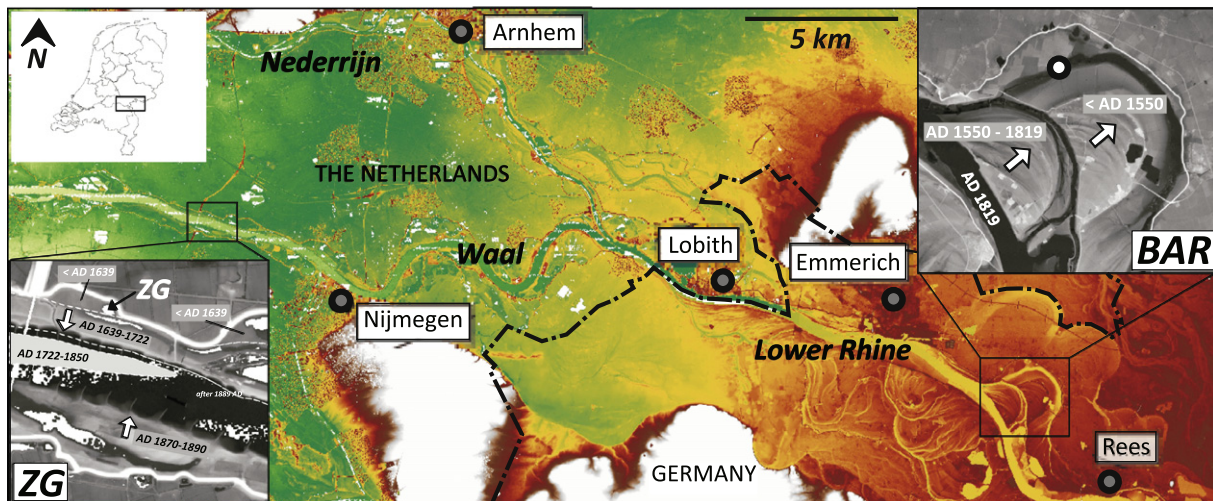 N
Nederrijn
Arnhem
5 km
THE NETHERLANDS
Waal
Lobith
Emmerich
Nijmegen
Lower Rhine
GERMANY
Rees
< AD 1550
AD 1550 - 1819
AD 1819
BAR
< AD 1639
ZG
< AD 1639
AD 1639-1722
AD 1722-1850
after 1889 AD
AD 1870-1890
ZG